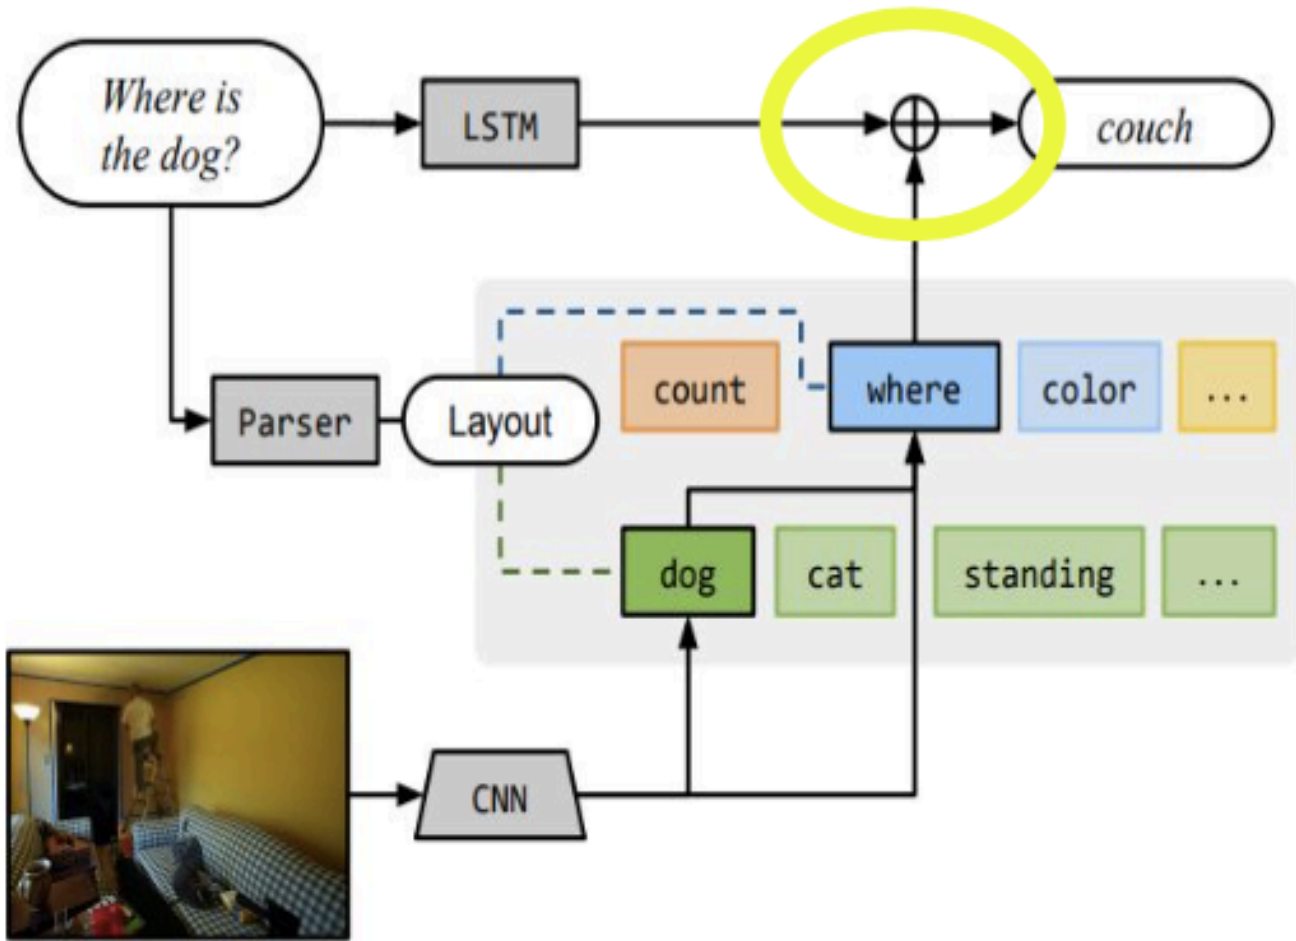 Where is
the dog?
LSTM
couch
Parser
Layout
count
where
color
...
dog
cat
standing
...
CNN